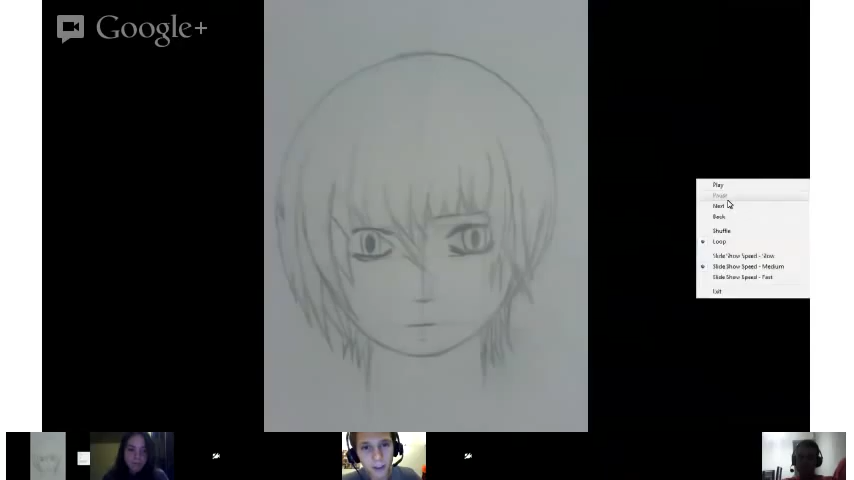 Google+
Play
Pause
Next
Back
Shuffle
Loop
Slide Show Speed - Slow
Slide Show Speed - Medium
Slide Show Speed - Fast
Exit